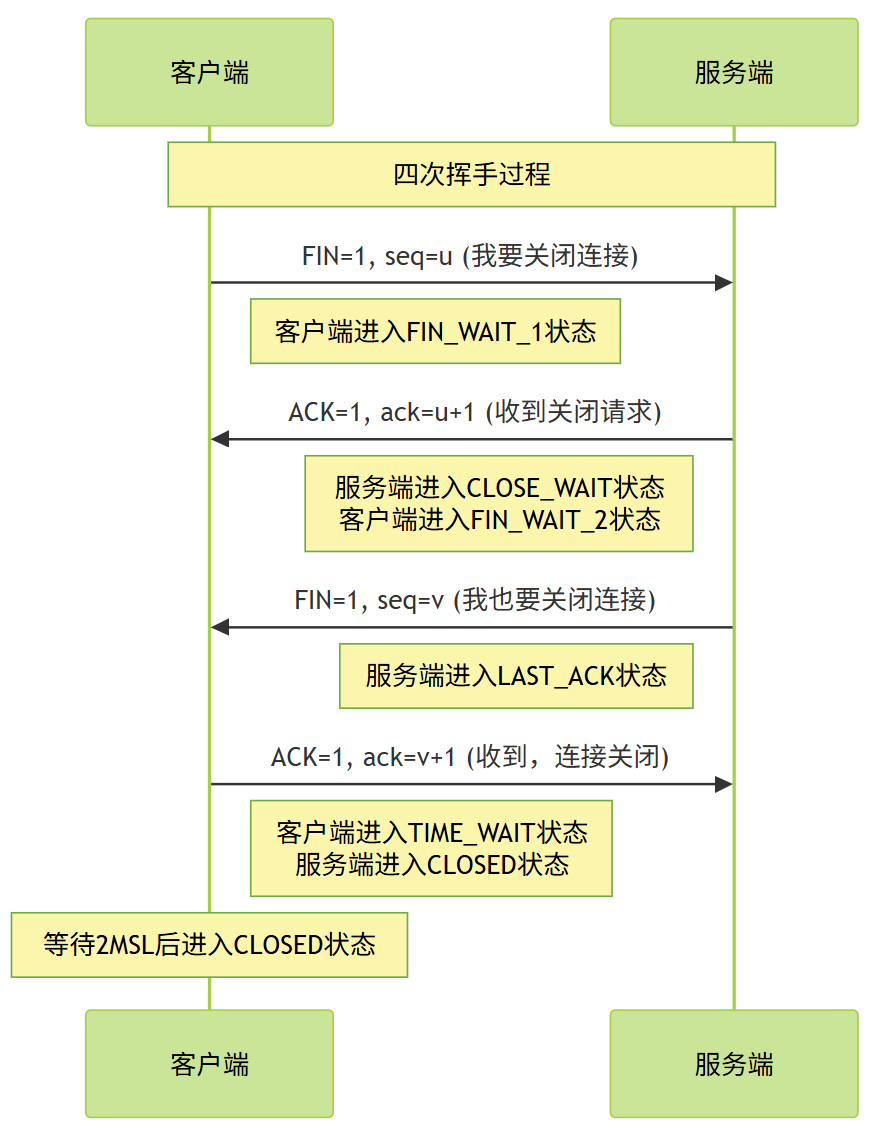 客户端
服务端
四次挥手过程
FIN=1, seq=u (我要关闭连接)
客户端进入FIN_WAIT_1状态
ACK=1, ack=u+1 (收到关闭请求)
服务端进入CLOSE_WAIT状态
客户端进入FIN_WAIT_2状态
FIN=1, seq=v (我也要关闭连接)
服务端进入LAST_ACK状态
ACK=1, ack=v+1 (收到，连接关闭)
客户端进入TIME_WAIT状态
服务端进入CLOSED状态
等待2MSL后进入CLOSED状态
客户端
服务端